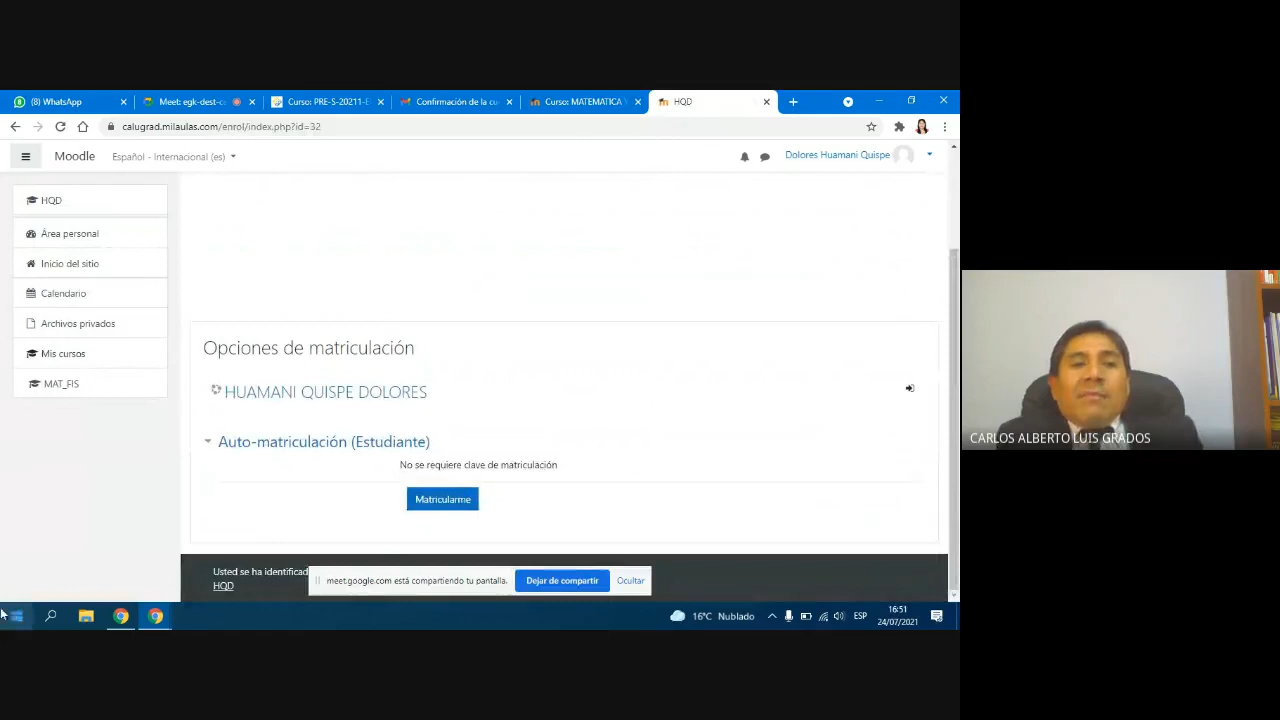 (8) WhatsApp
Meet: egk-dest-c
Curso: PRE-S-20211-E
Confirmación de la cu
Curso: MATEMATICA
HQD
calugrad.milaulas.com/enrol/index.php?id=32
Moodle
Español - Internacional (es)
Dolores Huamani Quispe
HQD
Área personal
Inicio del sitio
Calendario
Archivos privados
Mis cursos
MAT_FIS
Opciones de matriculación
HUAMANI QUISPE DOLORES
Auto-matriculación (Estudiante)
No se requiere clave de matriculación
Matricularme
Usted se ha identificad
HQD
meet.google.com está compartiendo tu pantalla.
Dejar de compartir
Ocultar
16°C Nublado
ESP
16:51
24/07/2021
CARLOS ALBERTO LUIS GRADOS